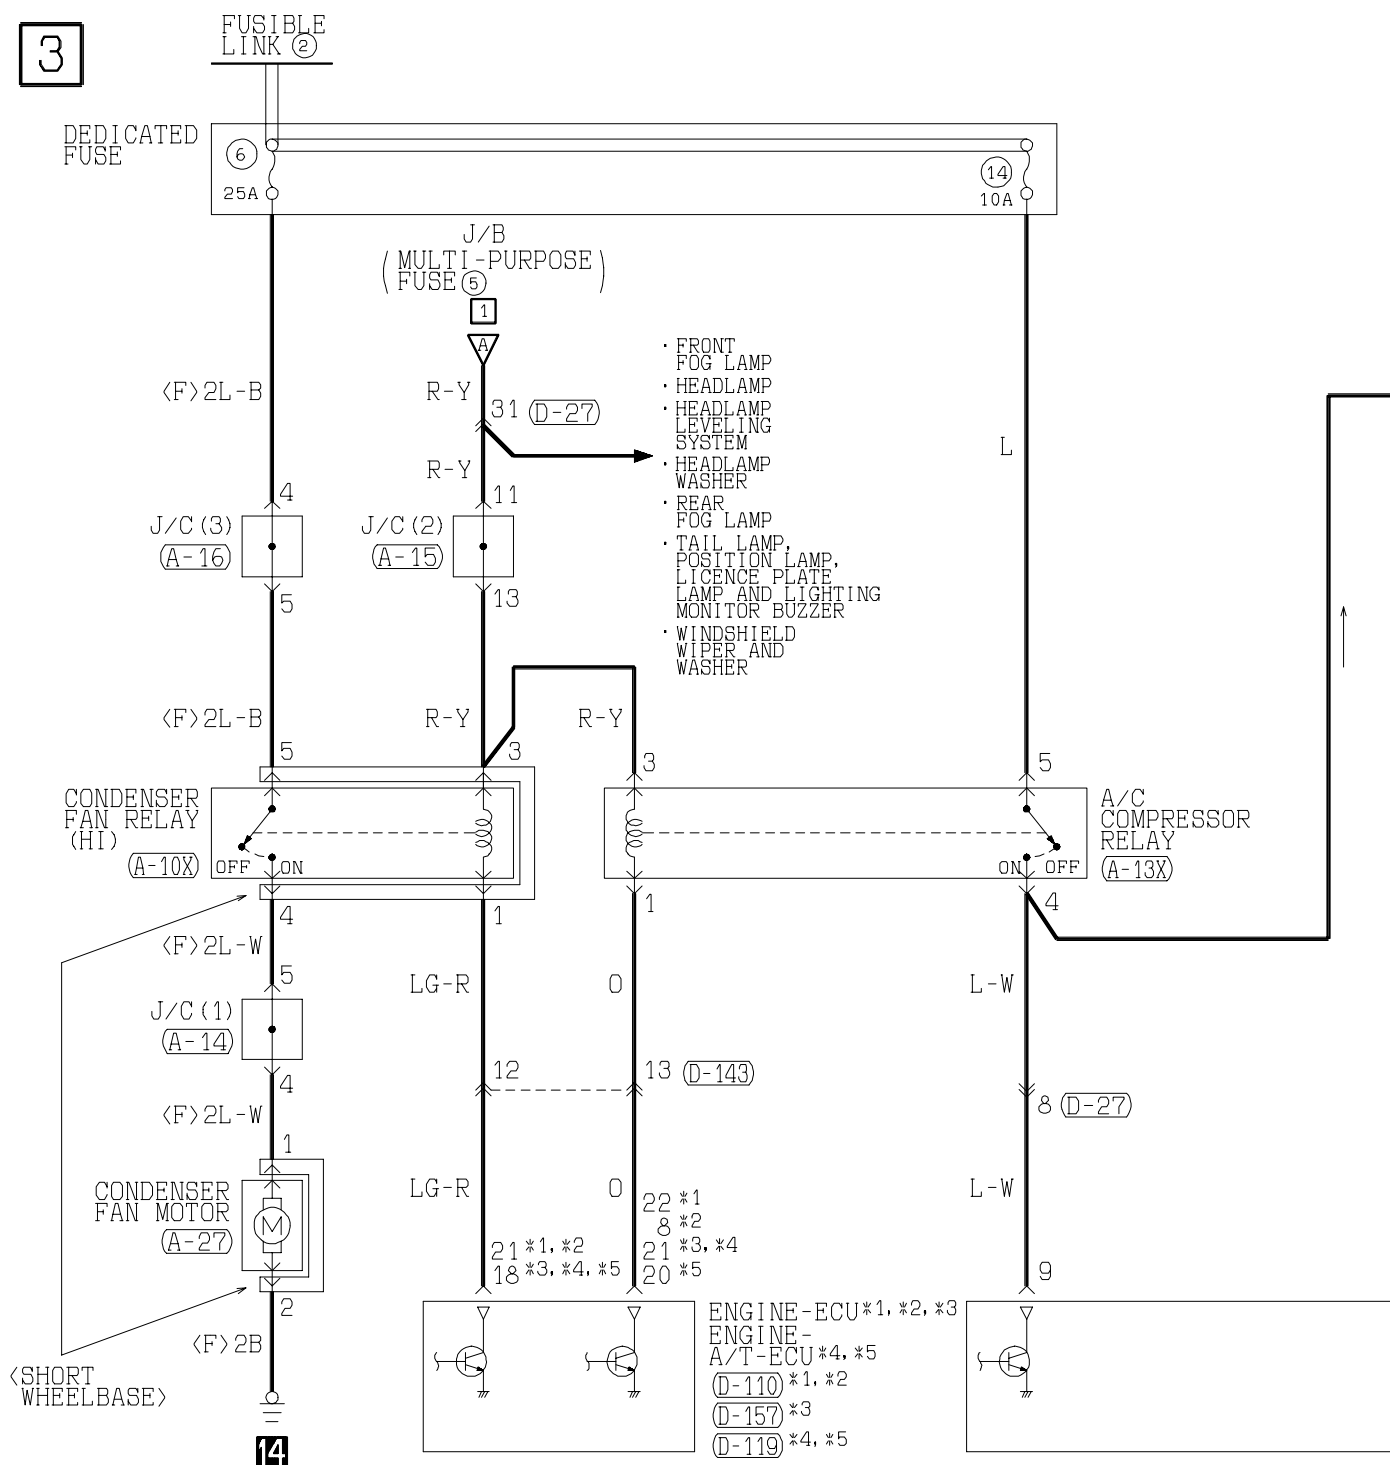 3
FUSIBLE
LINK 2
DEDICATED
FUSE
6
25A
14
10A
J/B
(MULTI-PURPOSE
FUSE 5)
1
A
<F>2L-B
R-Y
31 (D-27)
R-Y
· FRONT
FOG LAMP
· HEADLAMP
· HEADLAMP
LEVELING
SYSTEM
· HEADLAMP
WASHER
· REAR
FOG LAMP
· TAIL LAMP,
POSITION LAMP,
LICENCE PLATE
LAMP AND LIGHTING
MONITOR BUZZER
· WINDSHIELD
WIPER AND
WASHER
L
4
11
J/C(3)
(A-16)
J/C(2)
(A-15)
5
13
<F>2L-B
R-Y
R-Y
5
3
3
5
CONDENSER
FAN RELAY
(HI)
(A-10X)
OFF
ON
ON
OFF
A/C
COMPRESSOR
RELAY
(A-13X)
4
1
1
4
<F>2L-W
LG-R
O
L-W
5
J/C(1)
(A-14)
4
12
13 (D-143)
8 (D-27)
<F>2L-W
1
CONDENSER
FAN MOTOR
(A-27)
M
LG-R
O
L-W
22 *1
8 *2
21 *1,*2
21 *3,*4
18 *3,*4,*5
20 *5
9
2
<F>2B
ENGINE-ECU*1,*2,*3
ENGINE-
A/T-ECU*4,*5
(D-110)*1,*2
(D-157)*3
(D-119)*4,*5
<SHORT
WHEELBASE>
14